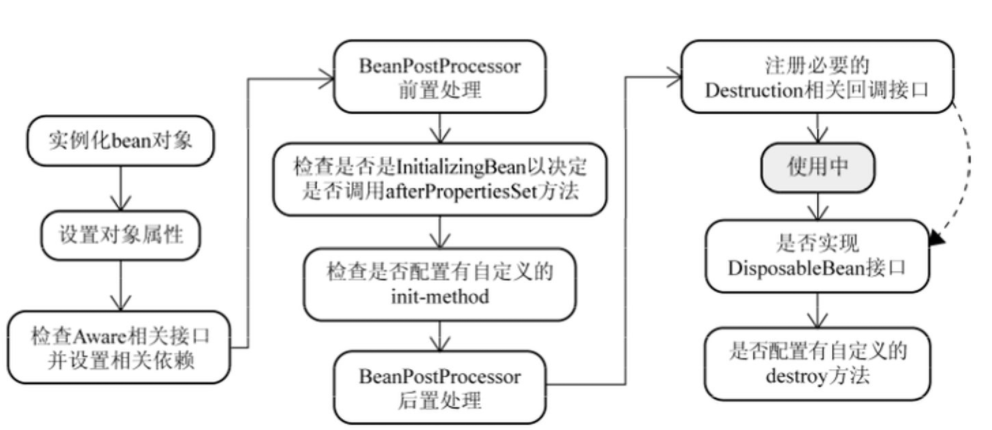 实例化bean对象
设置对象属性
检查Aware相关接口
并设置相关依赖
BeanPostProcessor
前置处理
检查是否是InitializingBean以决定
是否调用afterPropertiesSet方法
检查是否配置有自定义的
init-method
BeanPostProcessor
后置处理
注册必要的
Destruction相关回调接口
使用中
是否实现
DisposableBean接口
是否配置有自定义的
destroy方法